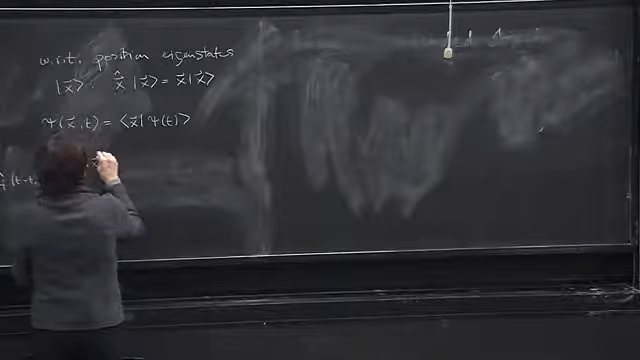 w.r.t. position eigenstates
|x⃗> x̂⃗ |x⃗> = x⃗|x⃗>
Ψ(x⃗,t) = <x⃗|Ψ(t)>